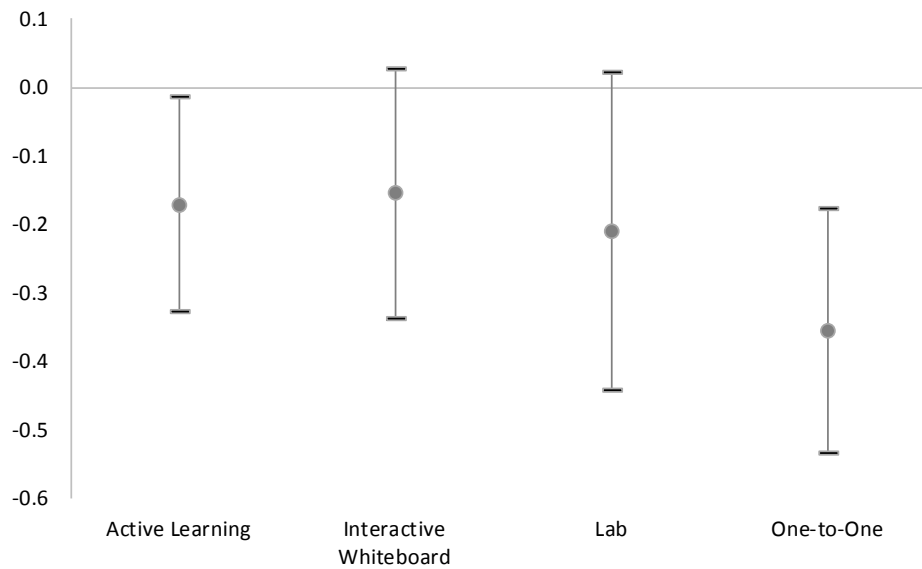 0.1
0.0
-0.1
-0.2
-0.3
-0.4
-0.5
-0.6
Active Learning
Interactive
Whiteboard
Lab
One-to-One